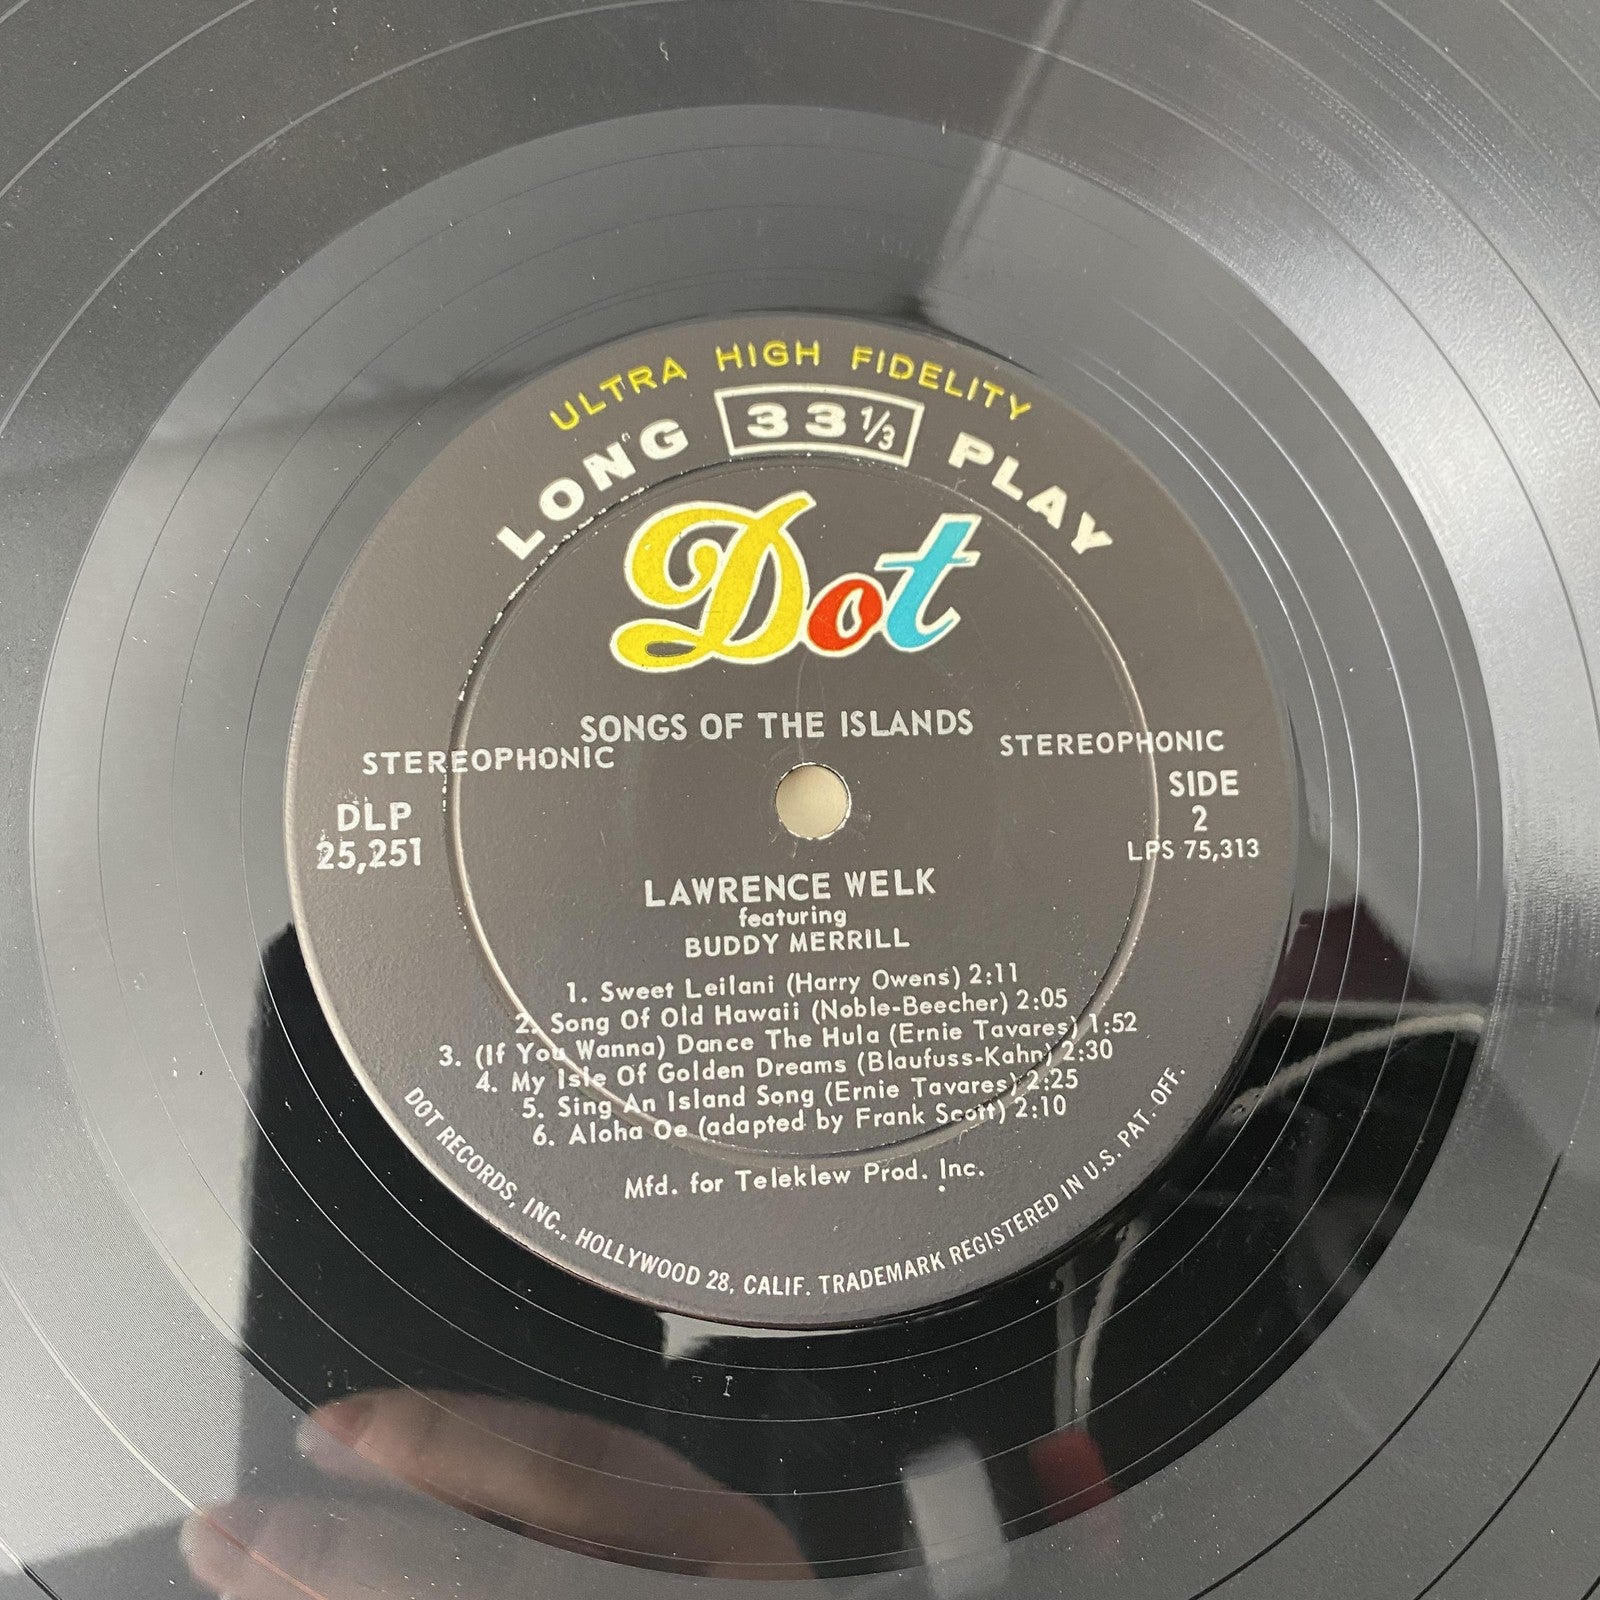 ULTRA HIGH FIDELITY
LONG 33 1/3 PLAY
Dot
SONGS OF THE ISLANDS
STEREOPHONIC
STEREOPHONIC
DLP
25,251
SIDE
2
LPS 75,313
LAWRENCE WELK
featuring
BUDDY MERRILL
1. Sweet Leilani (Harry Owens) 2:11
2. Song Of Old Hawaii (Noble-Beecher) 2:05
3. (If You Wanna) Dance The Hula (Ernie Tavares) 1:52
4. My Isle Of Golden Dreams (Blaufuss-Kahn) 2:30
5. Sing An Island Song (Ernie Tavares) 2:25
6. Aloha Oe (adapted by Frank Scott) 2:10
Mfd. for Teleklew Prod. Inc.
DOT RECORDS, INC., HOLLYWOOD 28, CALIF. TRADEMARK REGISTERED IN U.S. PAT. OFF.